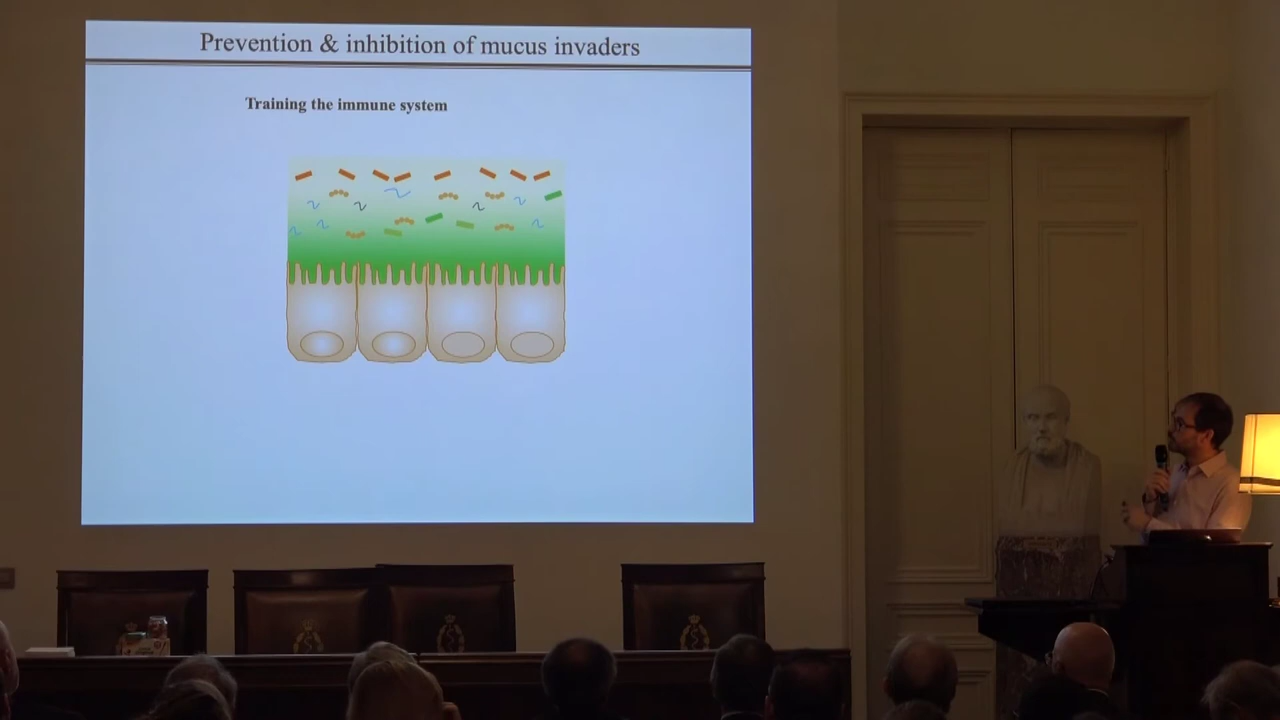 Prevention & inhibition of mucus invaders
Training the immune system